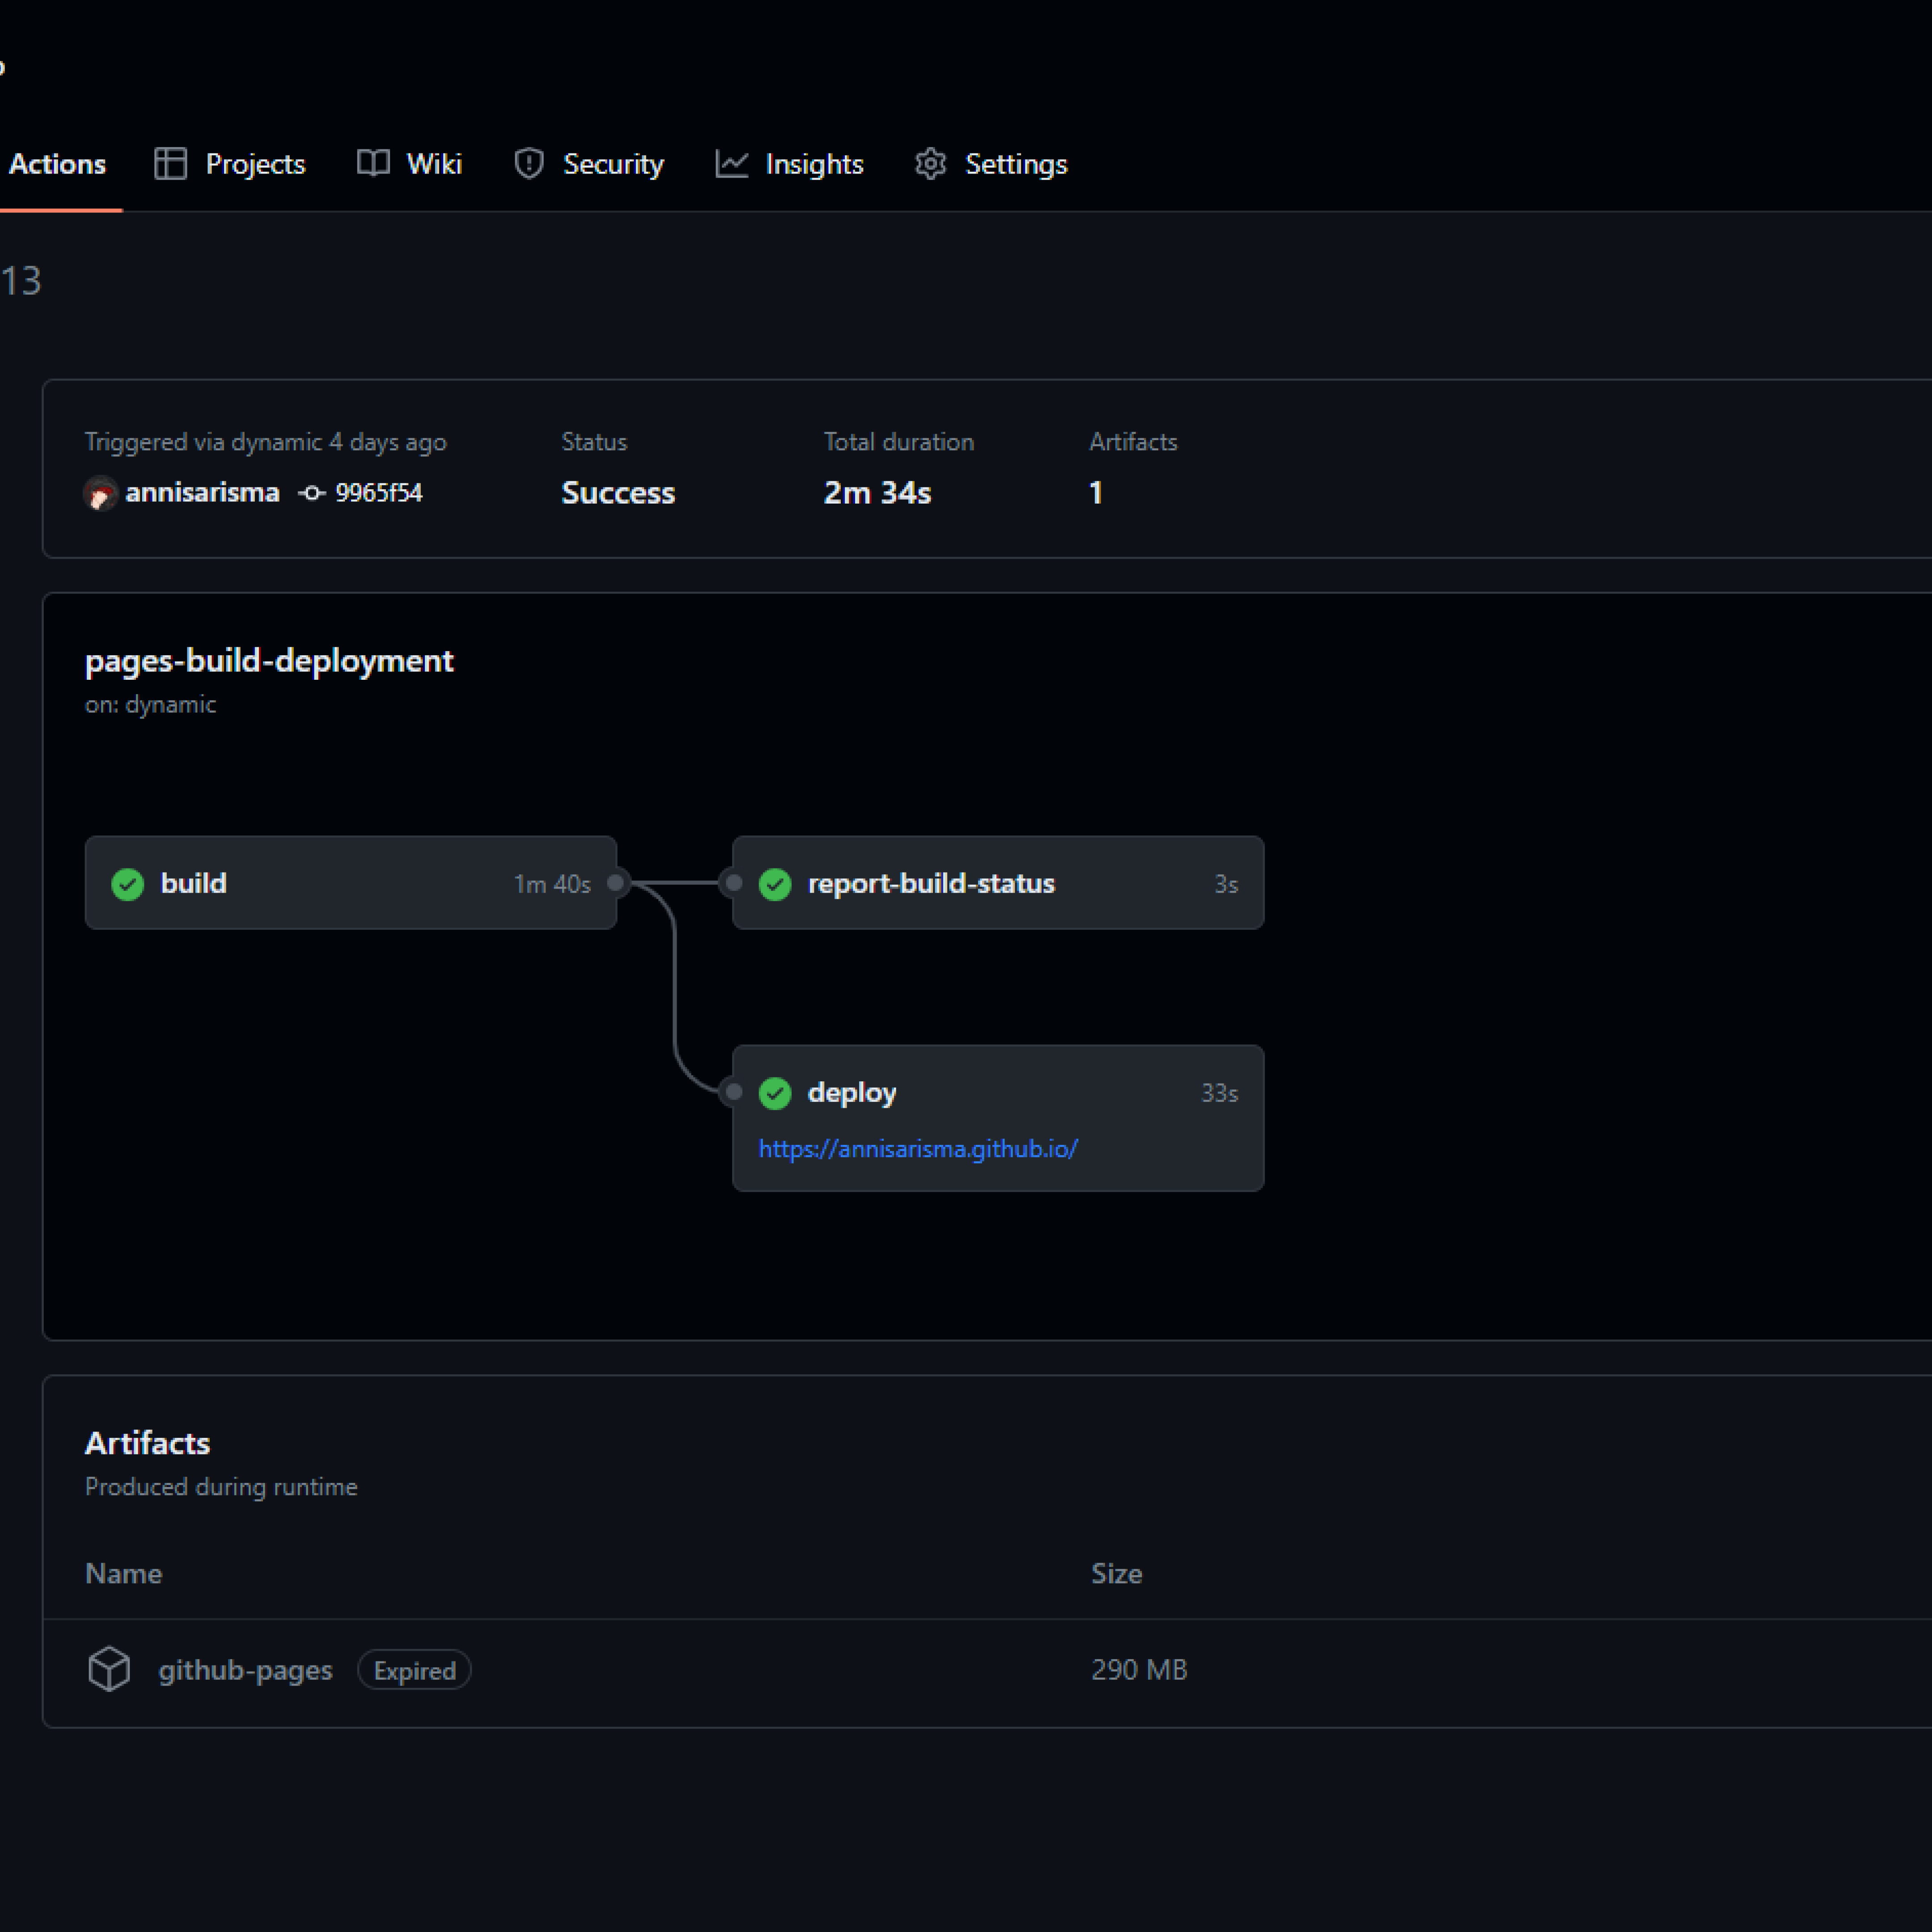 Actions Projects Wiki Security Insights Settings
13
Triggered via dynamic 4 days ago Status Total duration Artifacts
annisarisma 9965f54 Success 2m 34s 1
pages-build-deployment
on: dynamic
build 1m 40s report-build-status 3s
deploy 33s
https://annisarisma.github.io/
Artifacts
Produced during runtime
Name Size
github-pages Expired 290 MB